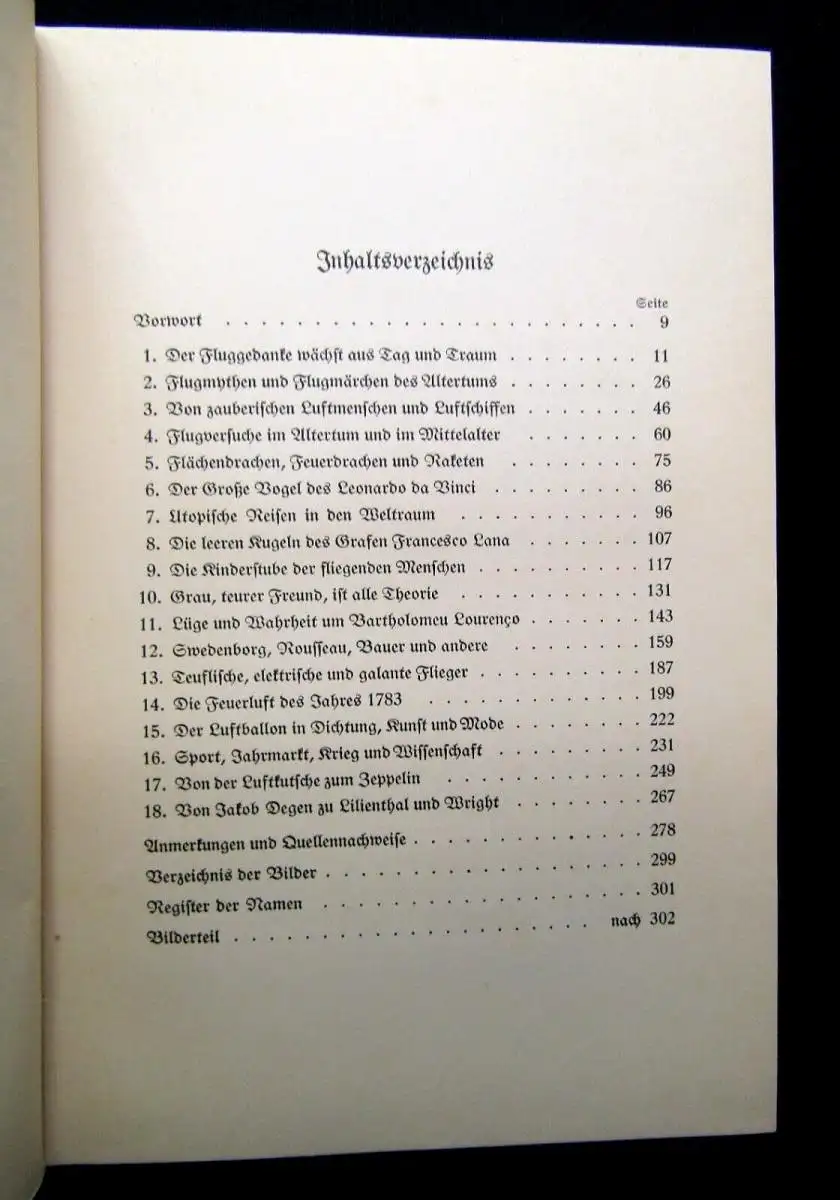 Inhaltsverzeichnis
Seite
Vorwort . . . . . . . . . . . . . . . . . . . . . . . 9
1. Der Fluggedanke wächst aus Tag und Traum . . . . . . . . 11
2. Flugmythen und Flugmärchen des Altertums . . . . . . . . 26
3. Von zauberischen Luftmenschen und Luftschiffen . . . . . . . 46
4. Flugversuche im Altertum und im Mittelalter . . . . . . . 60
5. Flächendrachen, Feuerdrachen und Raketen . . . . . . . . 75
6. Der Große Vogel des Leonardo da Vinci . . . . . . . . . 86
7. Utopische Reisen in den Weltraum . . . . . . . . . . 96
8. Die leeren Kugeln des Grafen Francesco Lana . . . . . . . 107
9. Die Kinderstube der fliegenden Menschen . . . . . . . . . 117
10. Grau, teurer Freund, ist alle Theorie . . . . . . . . . . 131
11. Lüge und Wahrheit um Bartholomeu Lourenço . . . . . . . 143
12. Swedenborg, Rousseau, Bauer und andere . . . . . . . . 159
13. Teuflische, elektrische und galante Flieger . . . . . . . . . 187
14. Die Feuerluft des Jahres 1783 . . . . . . . . . . . 199
15. Der Luftballon in Dichtung, Kunst und Mode . . . . . . . . 222
16. Sport, Jahrmarkt, Krieg und Wissenschaft . . . . . . . . 231
17. Von der Luftkutsche zum Zeppelin . . . . . . . . . . 249
18. Von Jakob Degen zu Lilienthal und Wright . . . . . . . . 267
Anmerkungen und Quellennachweise . . . . . . . . . . . . 278
Verzeichnis der Bilder . . . . . . . . . . . . . . . . . 299
Register der Namen . . . . . . . . . . . . . . . . . 301
Bilderteil . . . . . . . . . . . . . . . . . . . . nach 302